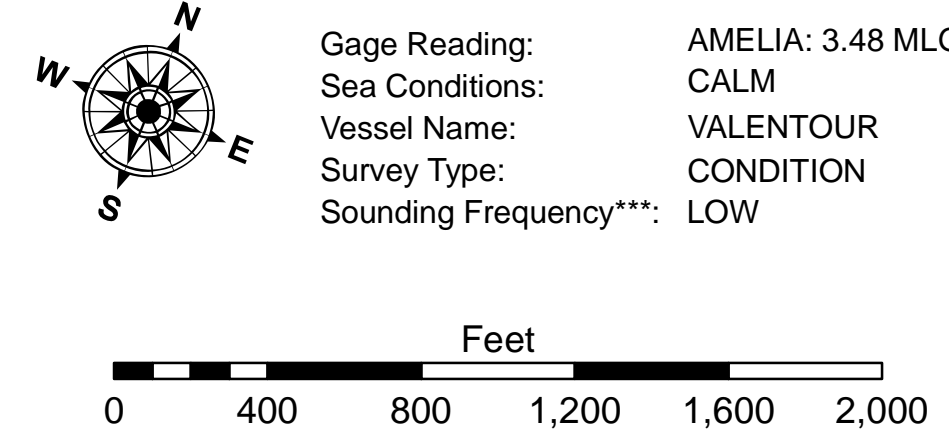 N
W
E
S
Gage Reading: AMELIA: 3.48
Sea Conditions: CALM
Vessel Name: VALENTOUR
Survey Type: CONDITION
Sounding Frequency***: LOW
Feet
0 400 800 1,200 1,600 2,000